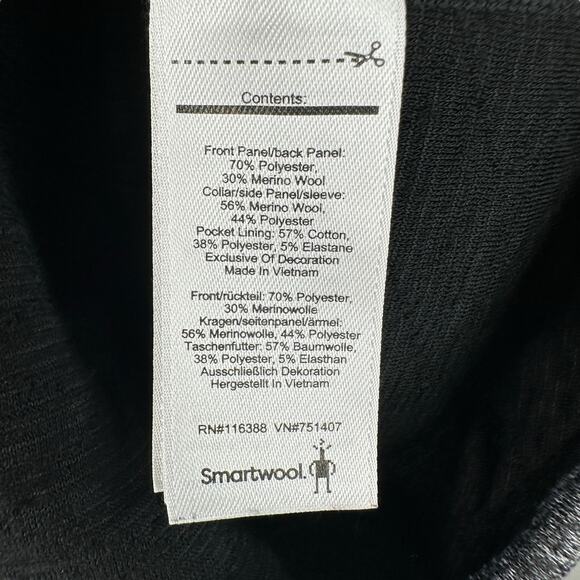 Contents:
Front Panel/back Panel:
70% Polyester,
30% Merino Wool
Collar/side Panel/sleeve:
56% Merino Wool,
44% Polyester
Pocket Lining: 57% Cotton,
38% Polyester, 5% Elastane
Exclusive Of Decoration
Made In Vietnam
Front/rückteil: 70% Polyester,
30% Merinowolle
Kragen/seitenpanel/ärmel:
56% Merinowolle, 44% Polyester
Taschenfutter: 57% Baumwolle,
38% Polyester, 5% Elasthan
Ausschließlich Dekoration
Hergestellt In Vietnam
RN#116388 VN#751407
Smartwool.